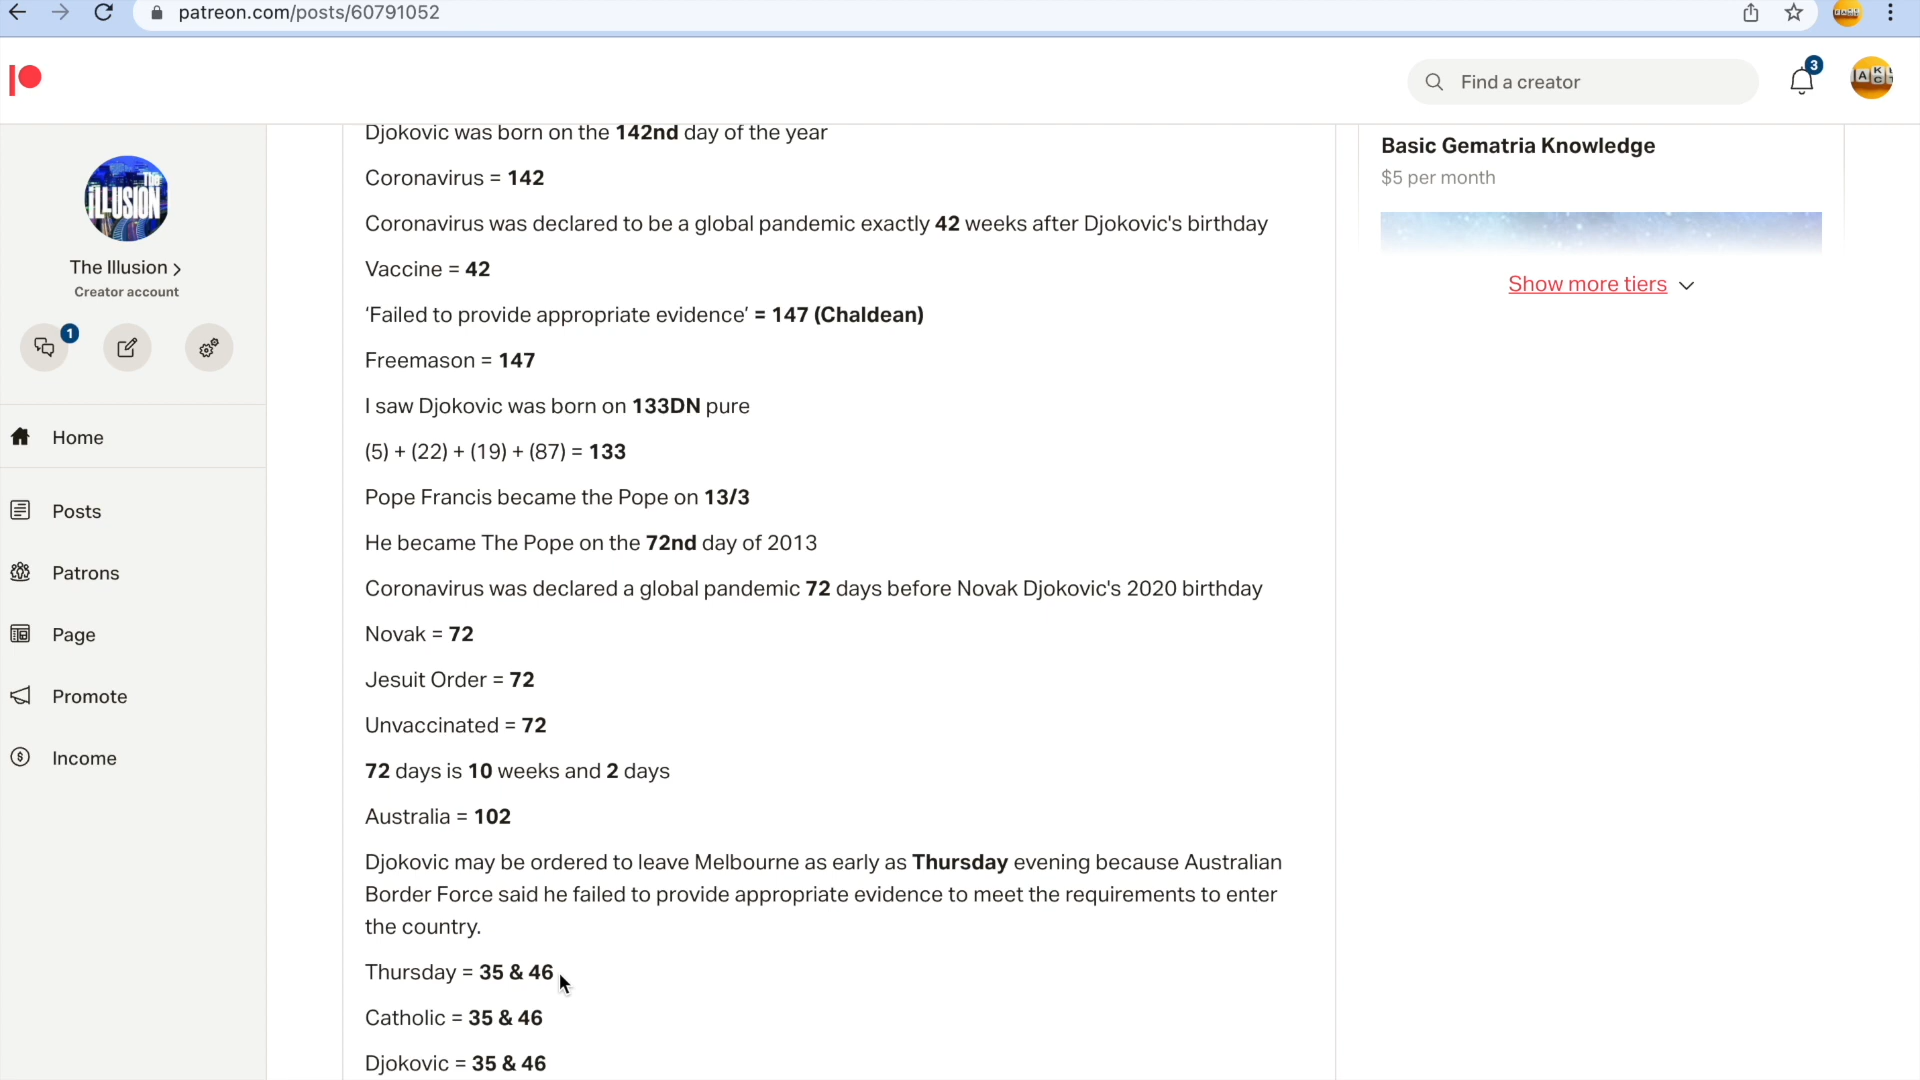 patreon.com/posts/60791052
Find a creator
3
The ILLUSION
The Illusion
Creator account
1
Home
Posts
Patrons
Page
Promote
Income
Djokovic was born on the 142nd day of the year
Coronavirus = 142
Coronavirus was declared to be a global pandemic exactly 42 weeks after Djokovic's birthday
Vaccine = 42
‘Failed to provide appropriate evidence’ = 147 (Chaldean)
Freemason = 147
I saw Djokovic was born on 133DN pure
(5) + (22) + (19) + (87) = 133
Pope Francis became the Pope on 13/3
He became The Pope on the 72nd day of 2013
Coronavirus was declared a global pandemic 72 days before Novak Djokovic's 2020 birthday
Novak = 72
Jesuit Order = 72
Unvaccinated = 72
72 days is 10 weeks and 2 days
Australia = 102
Djokovic may be ordered to leave Melbourne as early as Thursday evening because Australian
Border Force said he failed to provide appropriate evidence to meet the requirements to enter
the country.
Thursday = 35 & 46
Catholic = 35 & 46
Djokovic = 35 & 46
Basic Gematria Knowledge
$5 per month
Show more tiers